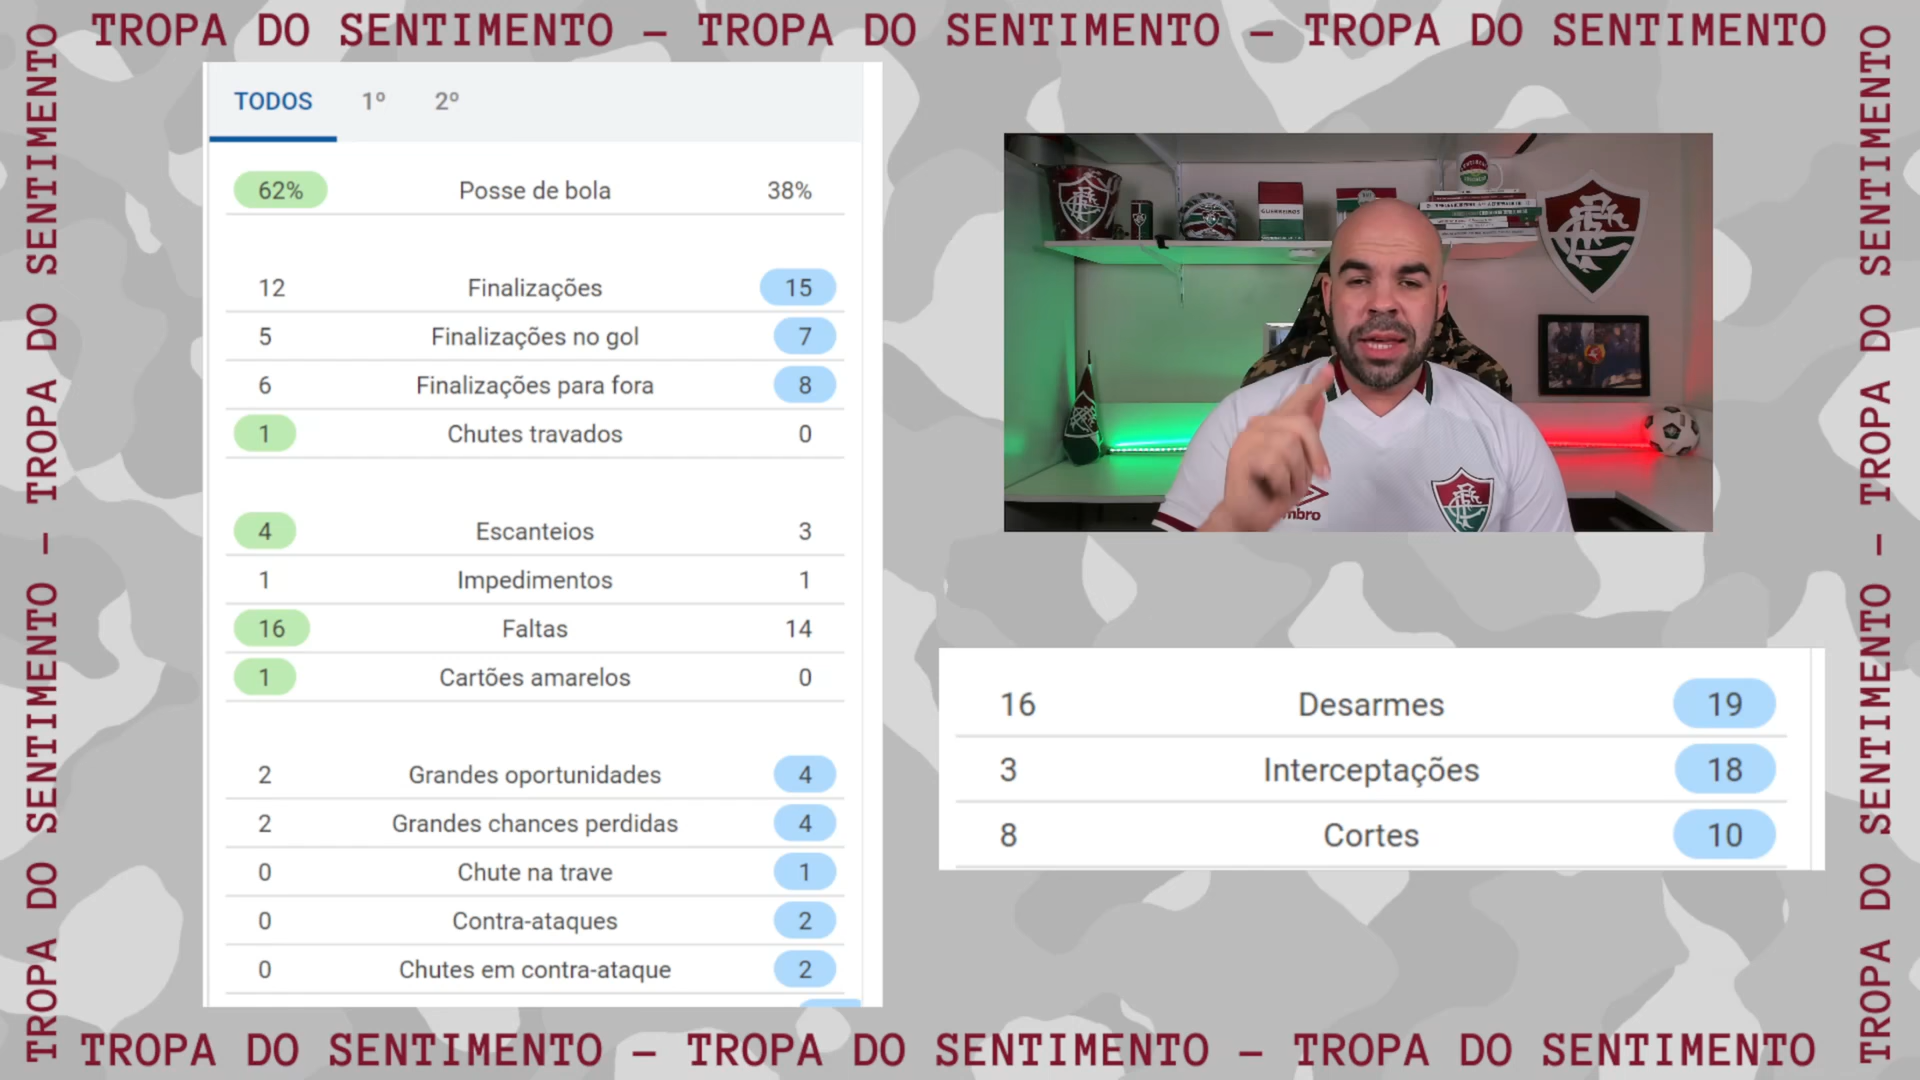 TROPA DO SENTIMENTO – TROPA DO SENTIMENTO – TROPA DO SENTIMENTO
TROPA DO SENTIMENTO – TROPA DO SENTIMENTO
TODOS 1º 2º
62% Posse de bola 38%
12 Finalizações 15
5 Finalizações no gol 7
6 Finalizações para fora 8
1 Chutes travados 0
4 Escanteios 3
1 Impedimentos 1
16 Faltas 14
1 Cartões amarelos 0
2 Grandes oportunidades 4
2 Grandes chances perdidas 4
0 Chute na trave 1
0 Contra-ataques 2
0 Chutes em contra-ataque 2
GUERREIROS
mbro
16 Desarmes 19
3 Interceptações 18
8 Cortes 10
TROPA DO SENTIMENTO – TROPA DO SENTIMENTO
TROPA DO SENTIMENTO – TROPA DO SENTIMENTO – TROPA DO SENTIMENTO